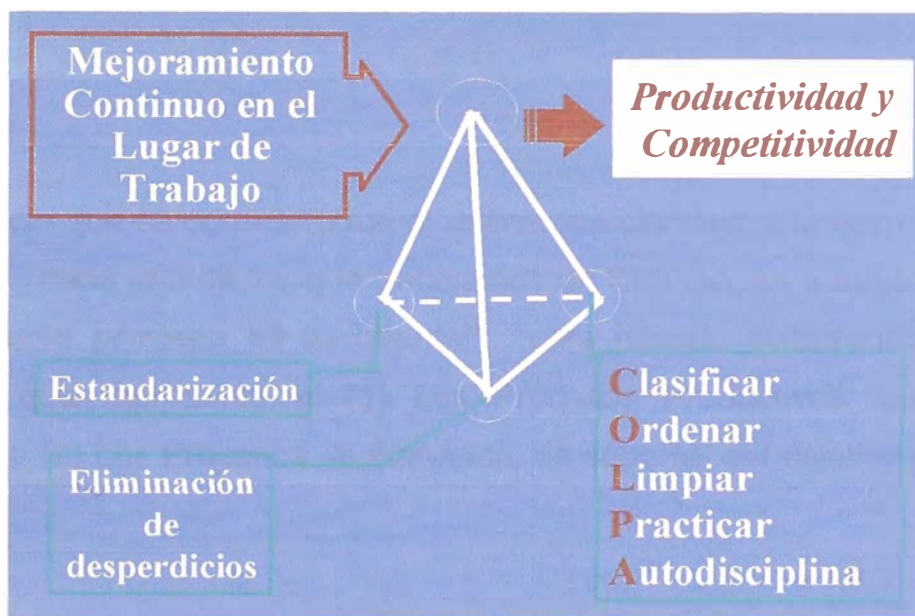 Mejoramiento
Continuo en el
Lugar de
Trabajo
Productividad y
Competitividad
Estandarización
Eliminación
de
desperdicios
Clasificar
Ordenar
Limpiar
Practicar
Autodisciplina